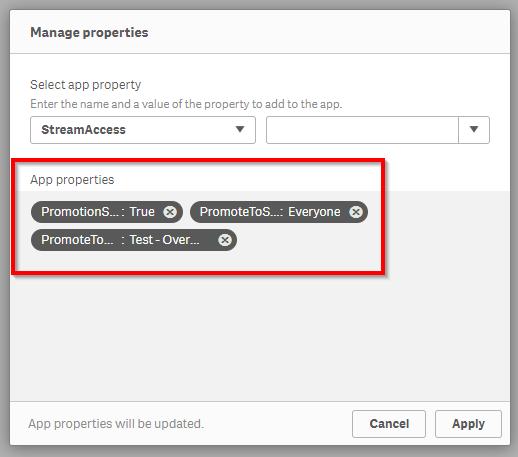 Manage properties
Select app property
Enter the name and a value of the property to add to the app.
StreamAccess
App properties
PromotionS... : True PromoteToS...: Everyone
PromoteTo... : Test - Over...
App properties will be updated. Cancel Apply